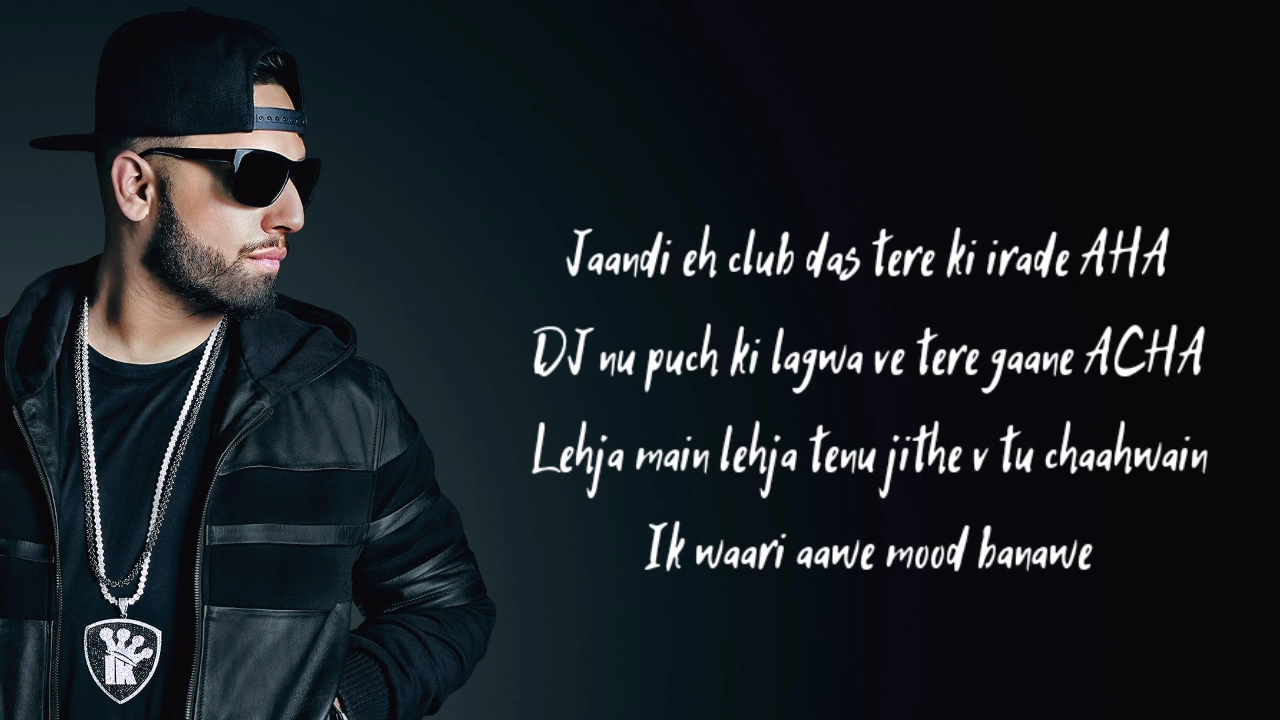 Jaandi eh club das tere ki irade AHA
DJ nu puch ki lagwa ve tere gaane ACHA
Lehja main lehja tenu jithe v tu chaahwain
Ik waari aawe mood banawe
IK